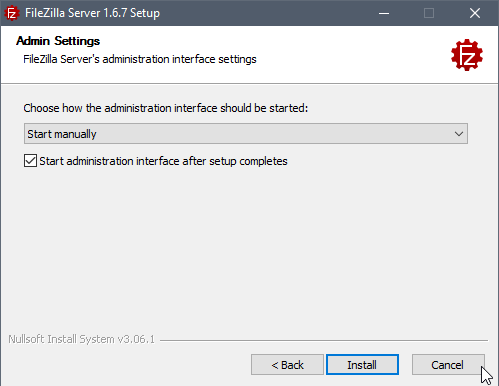 FileZilla Server 1.6.7 Setup
Admin Settings
FileZilla Server's administration interface settings
Choose how the administration interface should be started:
Start manually
Start administration interface after setup completes
Nullsoft Install System v3.06.1
< Back
Install
Cancel